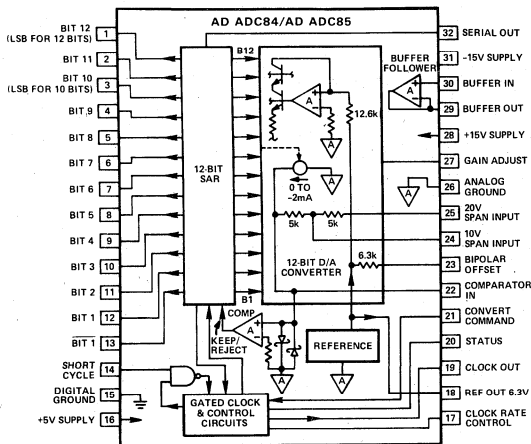 AD ADC84/AD ADC85
BIT 12
(LSB FOR 12 BITS)
1
BIT 11
2
BIT 10
(LSB FOR 10 BITS)
3
BIT 9
4
BIT 8
5
BIT 7
6
BIT 6
7
BIT 5
8
BIT 4
9
BIT 3
10
BIT 2
11
BIT 1
12
BIT 1
13
SHORT
CYCLE
14
DIGITAL
GROUND
15
+5V SUPPLY
16
12-BIT
SAR
B12
B1
KEEP/
REJECT
COMP
A
12.6k
A
A
A
0 TO
-2mA
5k
5k
12-BIT D/A
CONVERTER
6.3k
A
REFERENCE
A
GATED CLOCK
& CONTROL
CIRCUITS
BUFFER
FOLLOWER
A
A
32
SERIAL OUT
31
-15V SUPPLY
30
BUFFER IN
29
BUFFER OUT
28
+15V SUPPLY
27
GAIN ADJUST
26
ANALOG
GROUND
25
20V
SPAN INPUT
24
10V
SPAN INPUT
23
BIPOLAR
OFFSET
22
COMPARATOR
IN
21
CONVERT
COMMAND
20
STATUS
19
CLOCK OUT
18
REF OUT 6.3V
17
CLOCK RATE
CONTROL